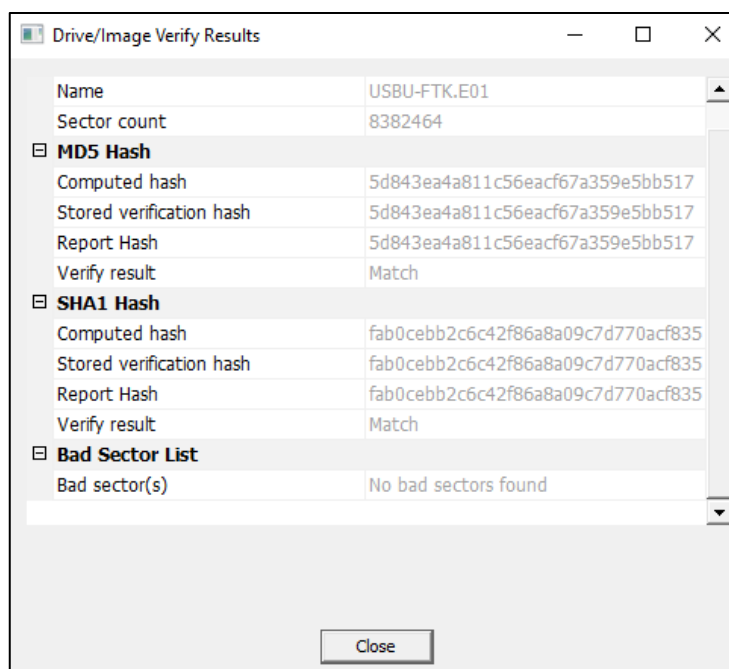 Drive/Image Verify Results
Name USBU-FTK.E01
Sector count 8382464
MD5 Hash
Computed hash 5d843ea4a811c56eacf67a359e5bb517
Stored verification hash 5d843ea4a811c56eacf67a359e5bb517
Report Hash 5d843ea4a811c56eacf67a359e5bb517
Verify result Match
SHA1 Hash
Computed hash fab0cebb2c6c42f86a8a09c7d770acf835
Stored verification hash fab0cebb2c6c42f86a8a09c7d770acf835
Report Hash fab0cebb2c6c42f86a8a09c7d770acf835
Verify result Match
Bad Sector List
Bad sector(s) No bad sectors found
Close